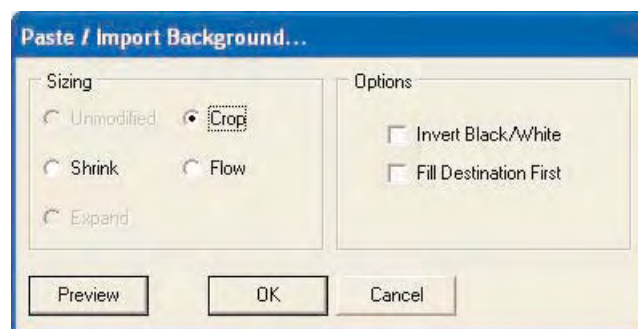 Paste / Import Background...
Sizing
Options
Unmodified Crop
Invert Black/White
Shrink Flow
Fill Destination First
Expand
Preview OK Cancel